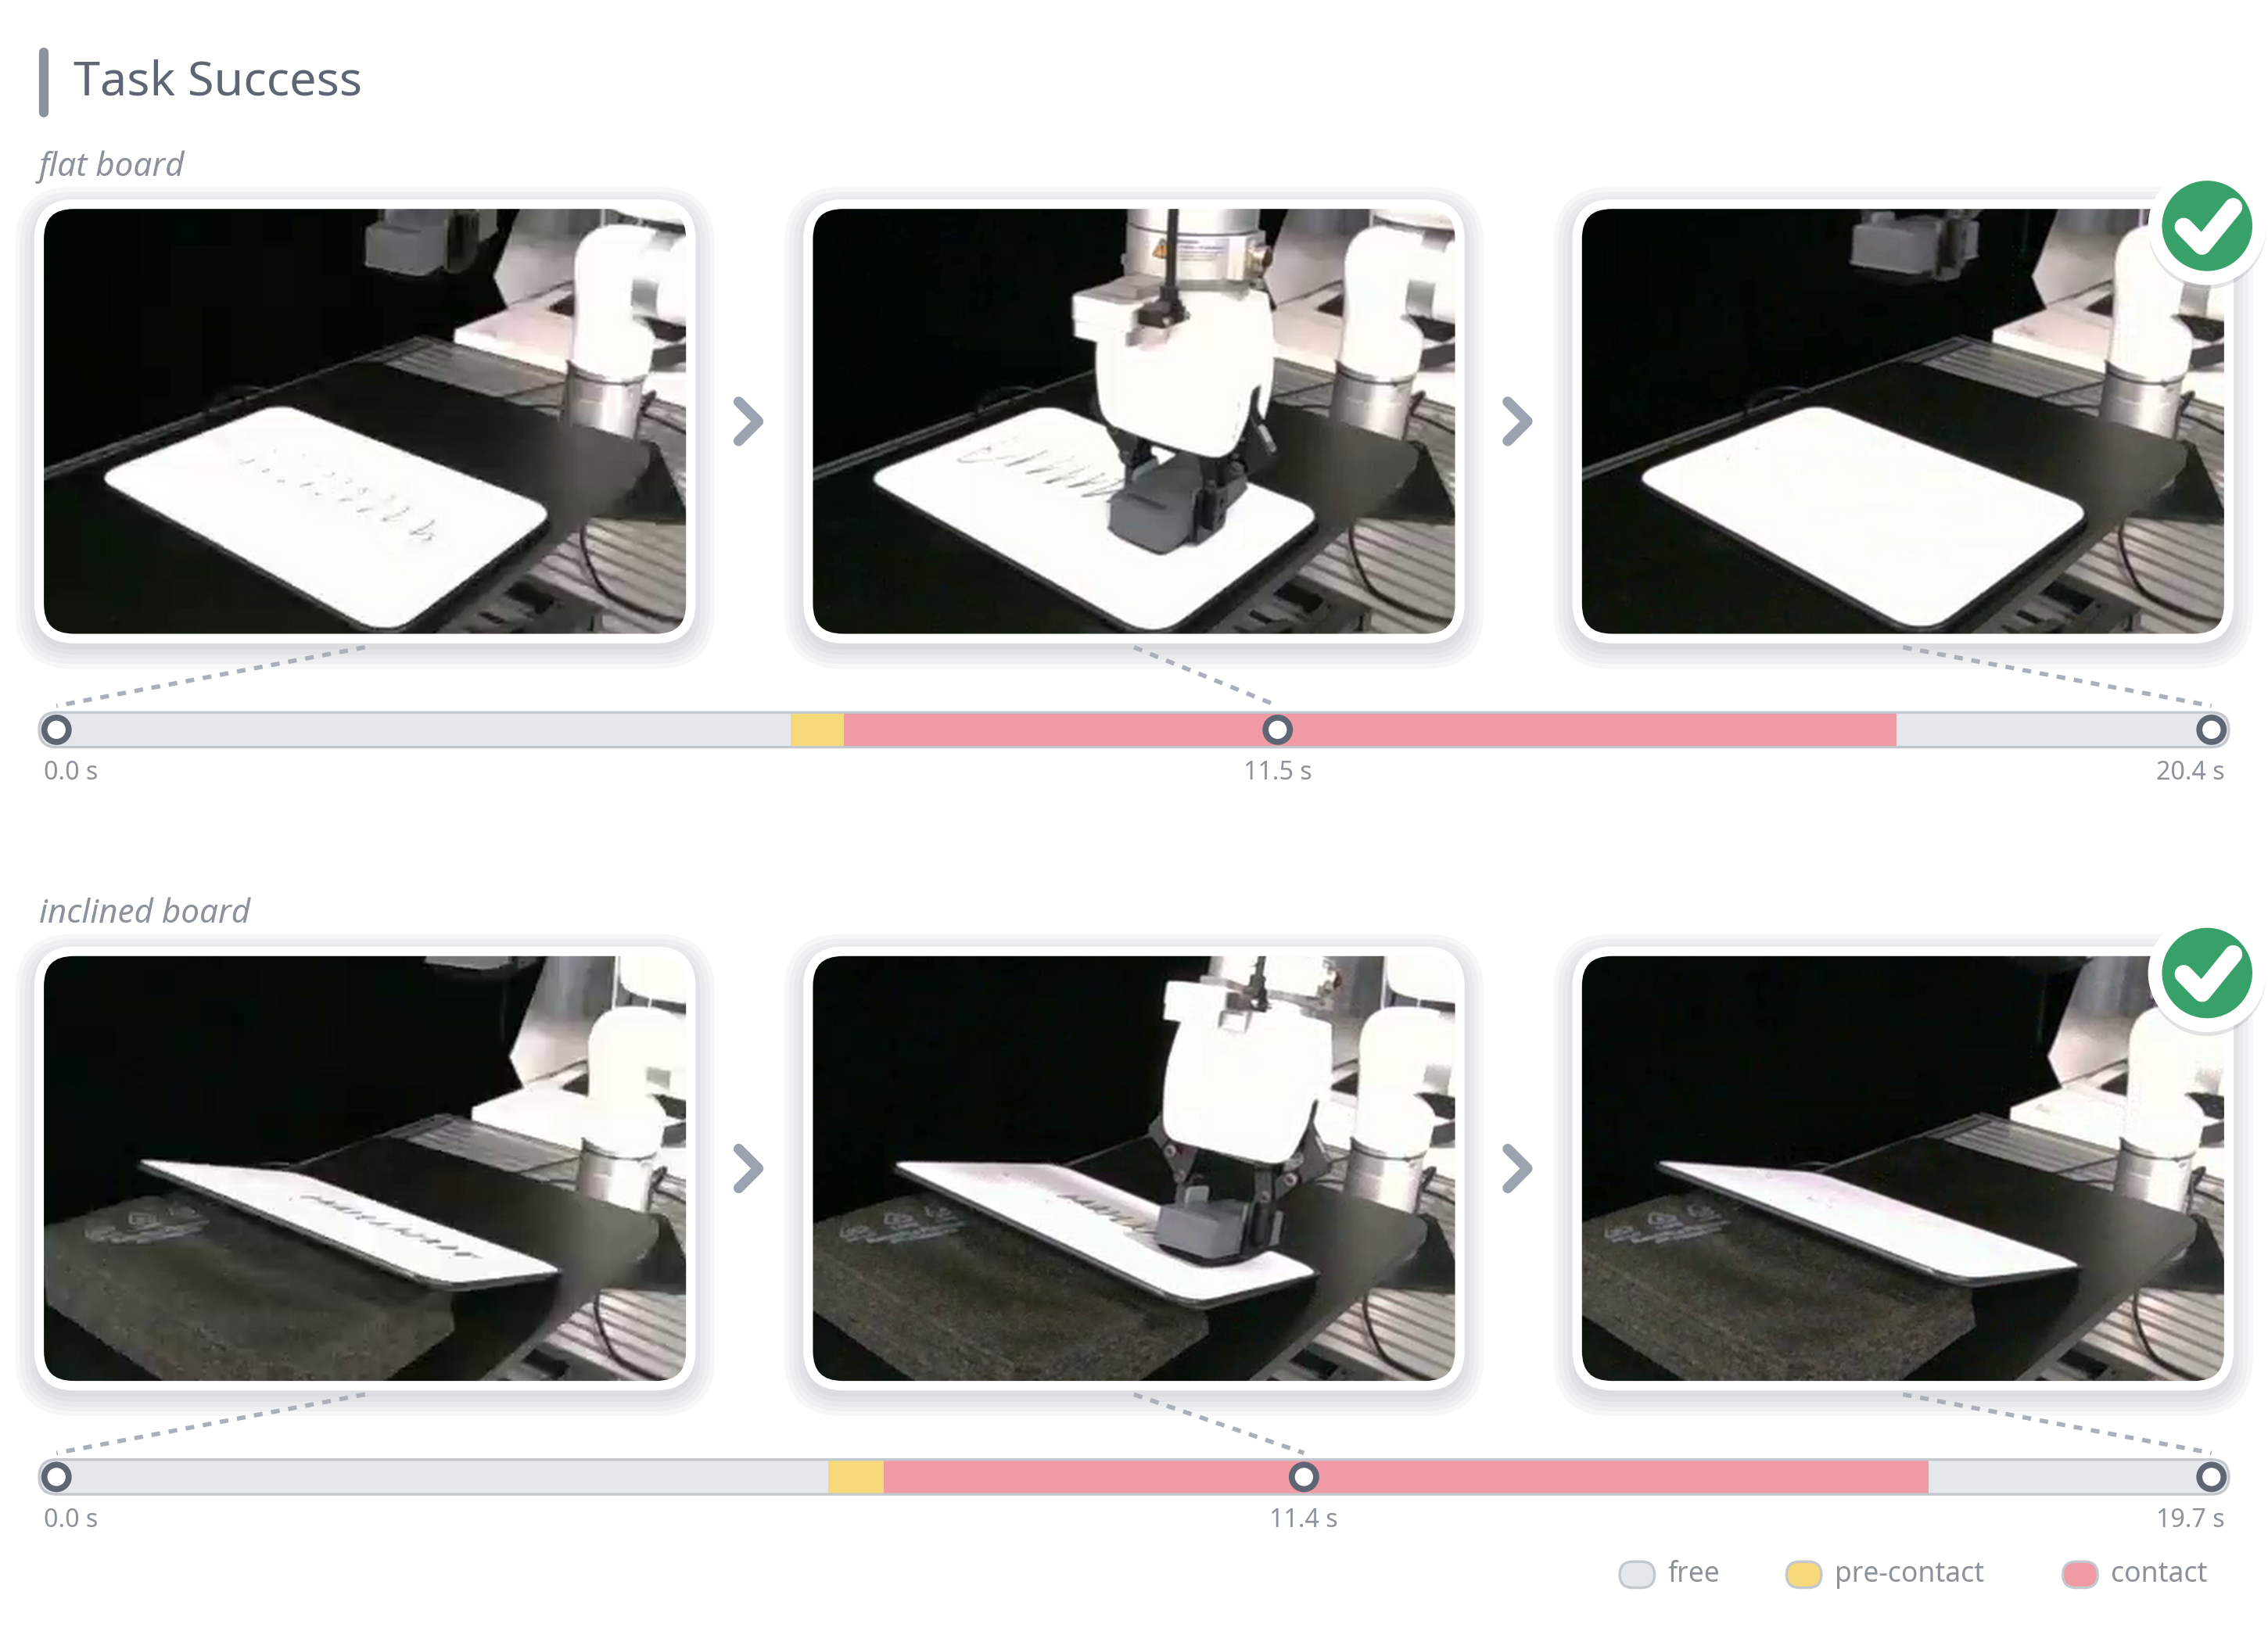 Task Success
flat board
0.0 s
11.5 s
20.4 s
inclined board
0.0 s
11.4 s
19.7 s
free
pre-contact
contact